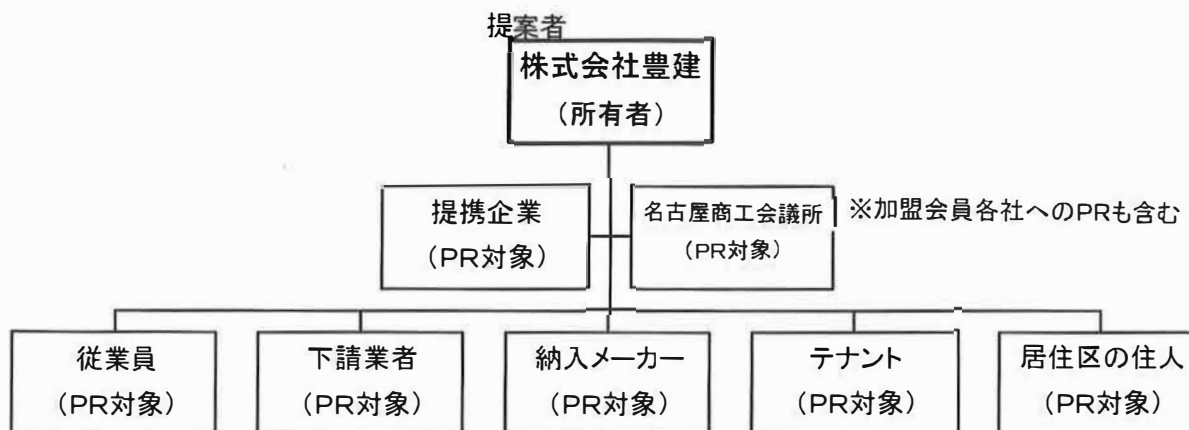 提案者
株式会社豊建
（所有者）
提携企業
（PR対象）
名古屋商工会議所
（PR対象）
※加盟会員各社へのPRも含む
従業員
（PR対象）
下請業者
（PR対象）
納入メーカー
（PR対象）
テナント
（PR対象）
居住区の住人
（PR対象）